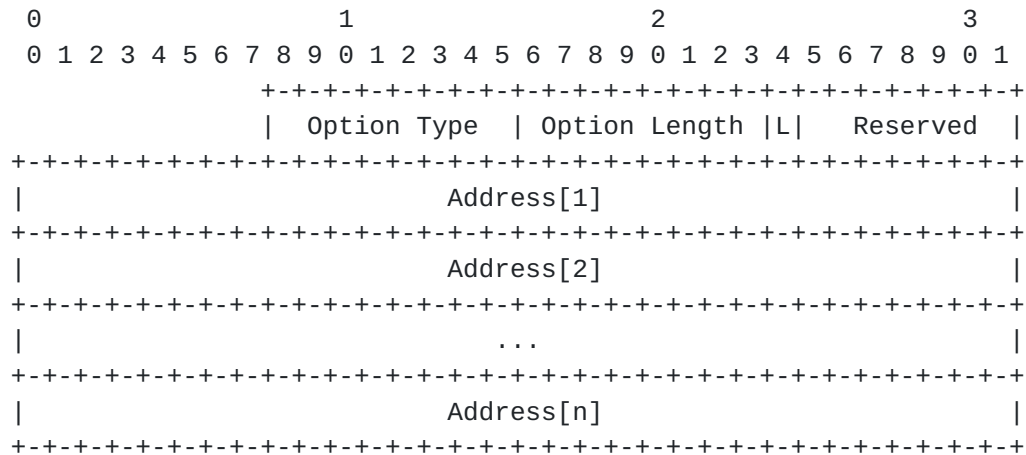 0                   1                   2                   3
 0 1 2 3 4 5 6 7 8 9 0 1 2 3 4 5 6 7 8 9 0 1 2 3 4 5 6 7 8 9 0 1
                +-+-+-+-+-+-+-+-+-+-+-+-+-+-+-+-+-+-+-+-+-+-+-+-+
                |  Option Type  | Option Length |L|   Reserved  |
+-+-+-+-+-+-+-+-+-+-+-+-+-+-+-+-+-+-+-+-+-+-+-+-+-+-+-+-+-+-+-+-+
|                           Address[1]                          |
+-+-+-+-+-+-+-+-+-+-+-+-+-+-+-+-+-+-+-+-+-+-+-+-+-+-+-+-+-+-+-+-+
|                           Address[2]                          |
+-+-+-+-+-+-+-+-+-+-+-+-+-+-+-+-+-+-+-+-+-+-+-+-+-+-+-+-+-+-+-+-+
|                              ...                              |
+-+-+-+-+-+-+-+-+-+-+-+-+-+-+-+-+-+-+-+-+-+-+-+-+-+-+-+-+-+-+-+-+
|                           Address[n]                          |
+-+-+-+-+-+-+-+-+-+-+-+-+-+-+-+-+-+-+-+-+-+-+-+-+-+-+-+-+-+-+-+-+